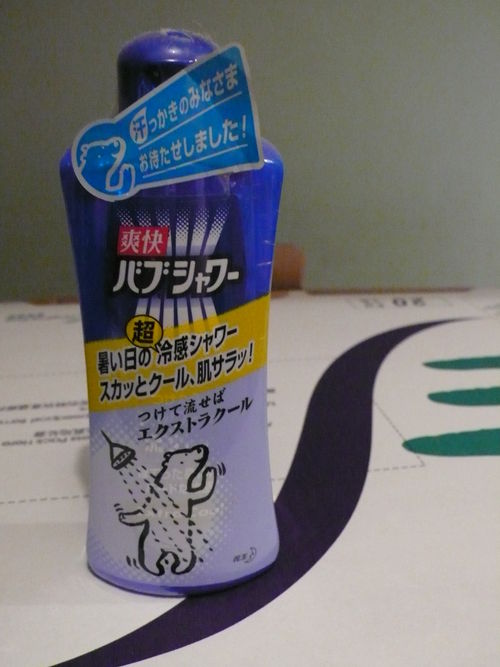 汗っかきのみなさま
お待たせしました!
爽快
バブシャワー
超
暑い日の冷感シャワー
スカッとクール、肌サラッ!
つけて流せば
エクストラクール
花王
20